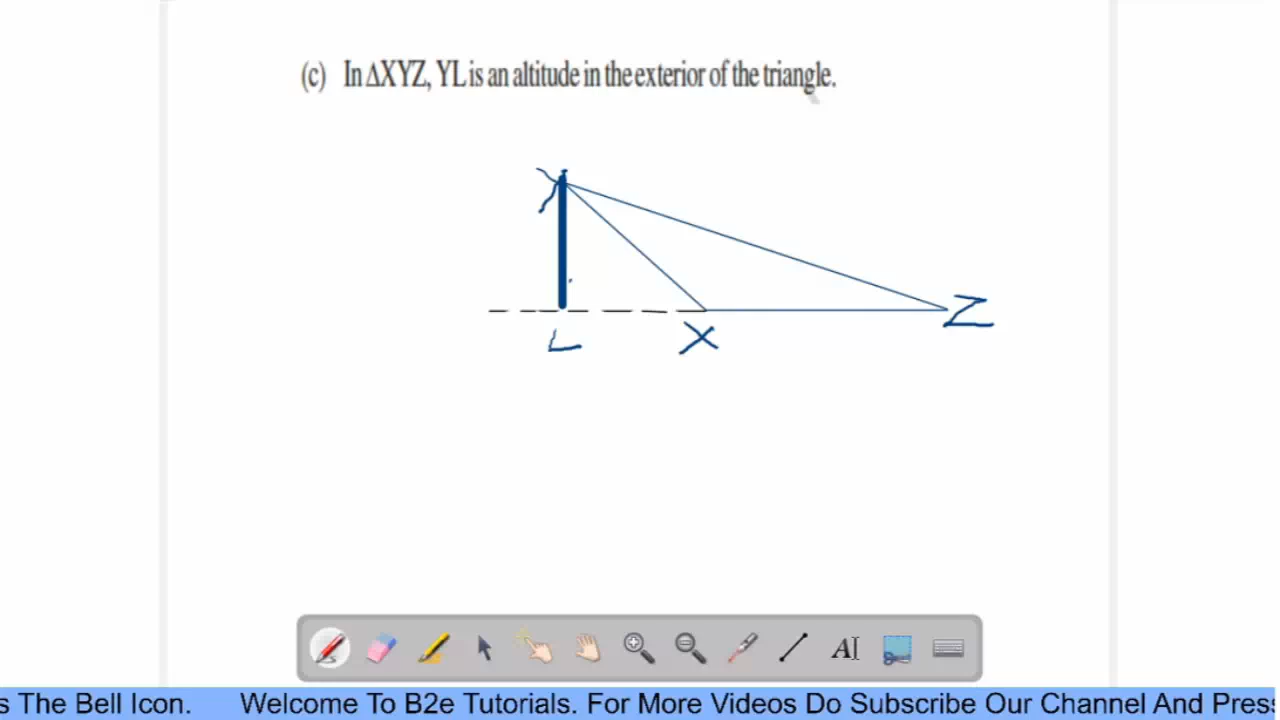 (c) In ΔXYZ, YL is an altitude in the exterior of the triangle.
Y
L
X
Z
AI
s The Bell Icon. Welcome To B2e Tutorials. For More Videos Do Subscribe Our Channel And Press